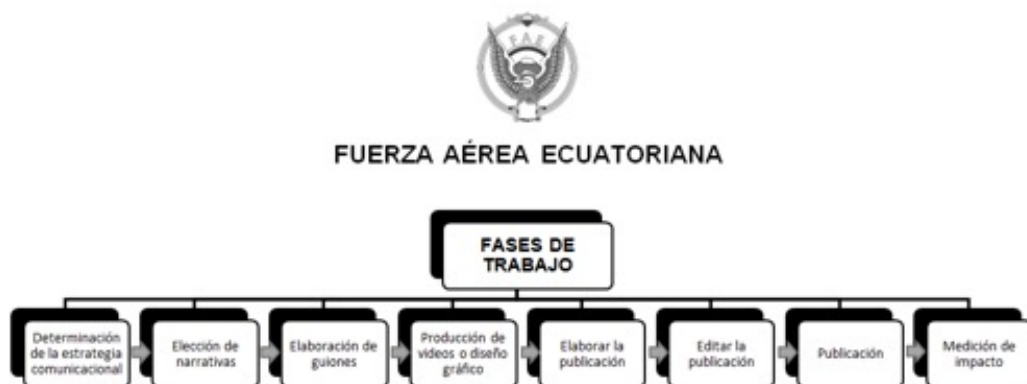 FAE
FUERZA AÉREA ECUATORIANA
FASES DE
TRABAJO
Determinación
de la estrategia
comunicacional
Elección de
narrativas
Elaboración de
guiones
Producción de
videos o diseño
gráfico
Elaborar la
publicación
Editar la
publicación
Publicación
Medición de
impacto